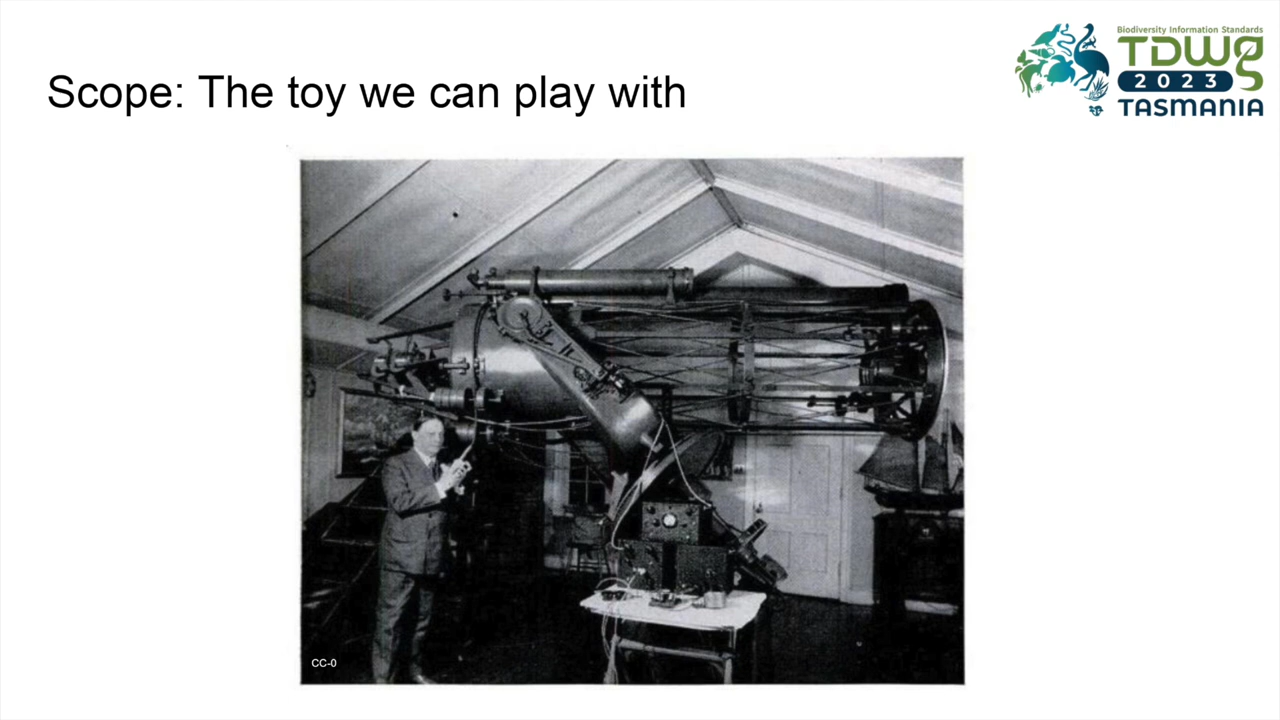 Scope: The toy we can play with
Biodiversity Information Standards
TDWG
2023
TASMANIA
CC-0